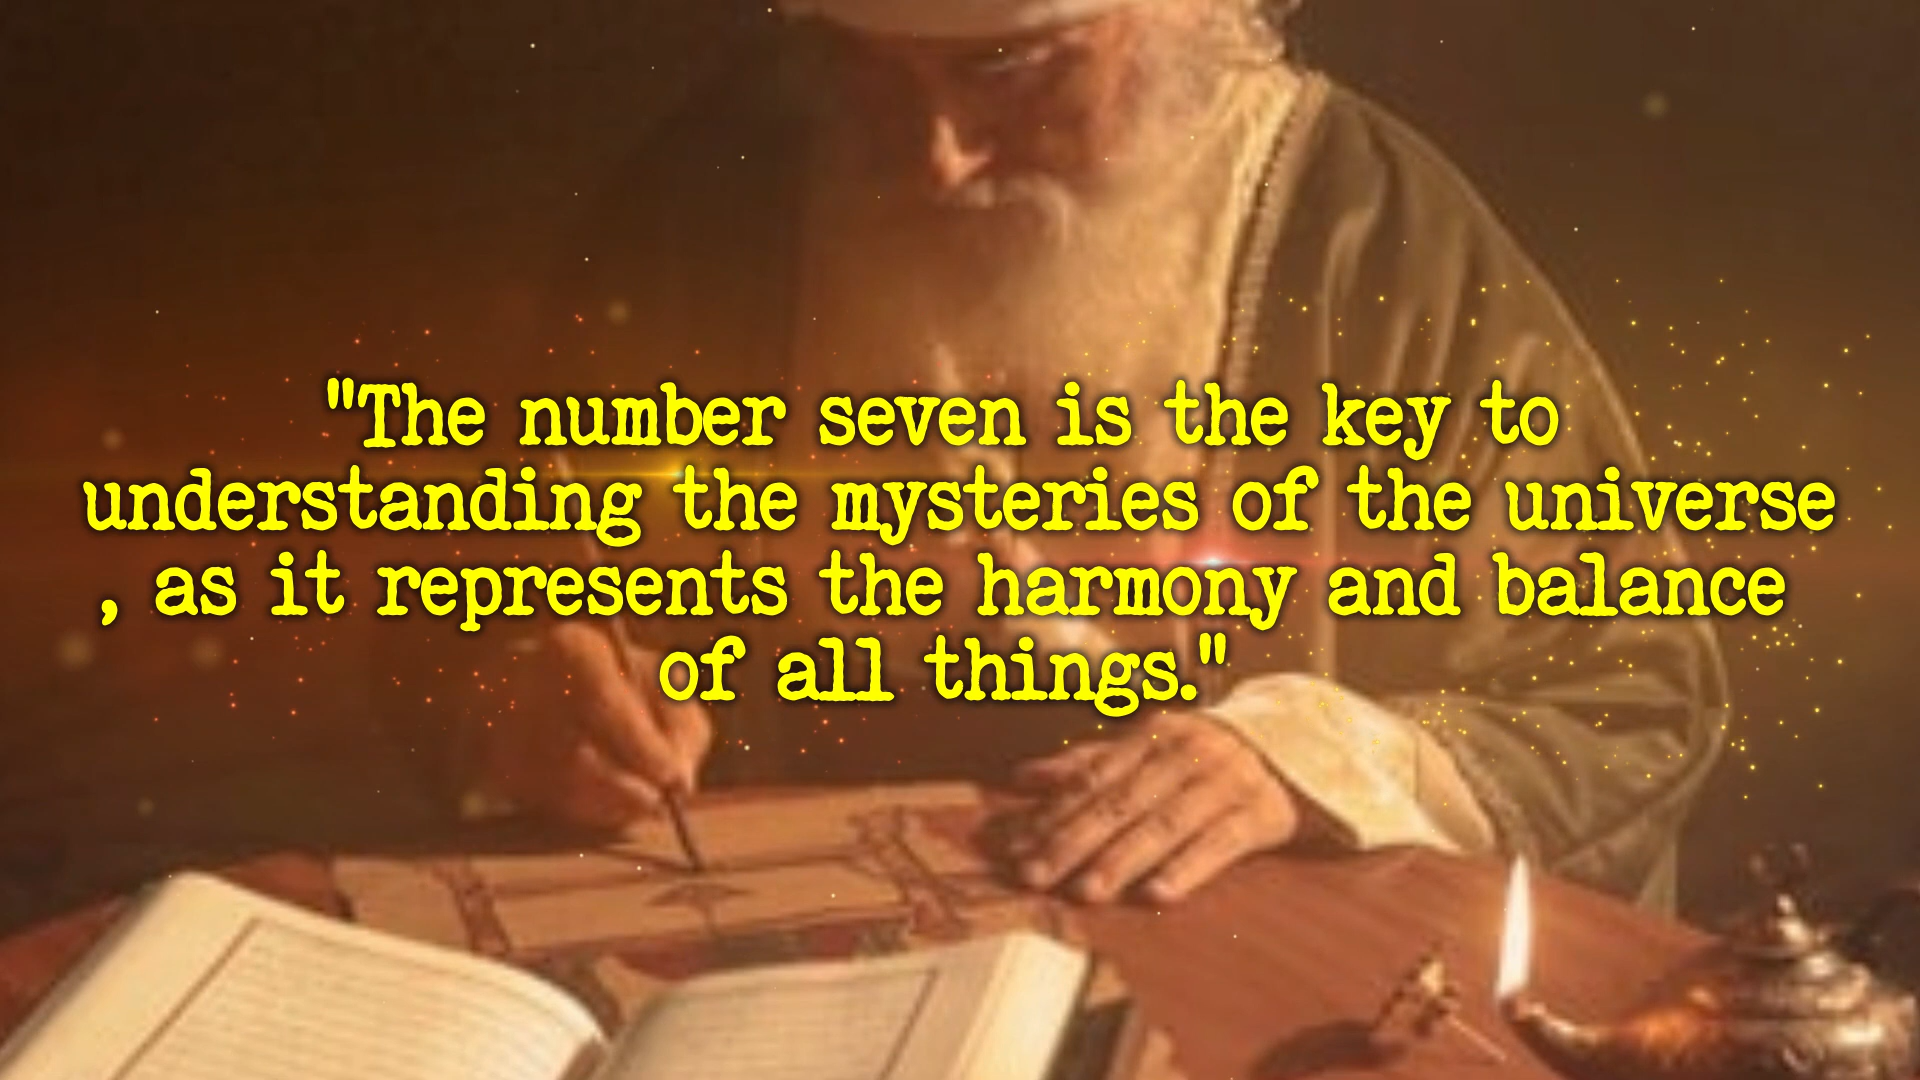 "The number seven is the key to
understanding the mysteries of the universe
, as it represents the harmony and balance
of all things."